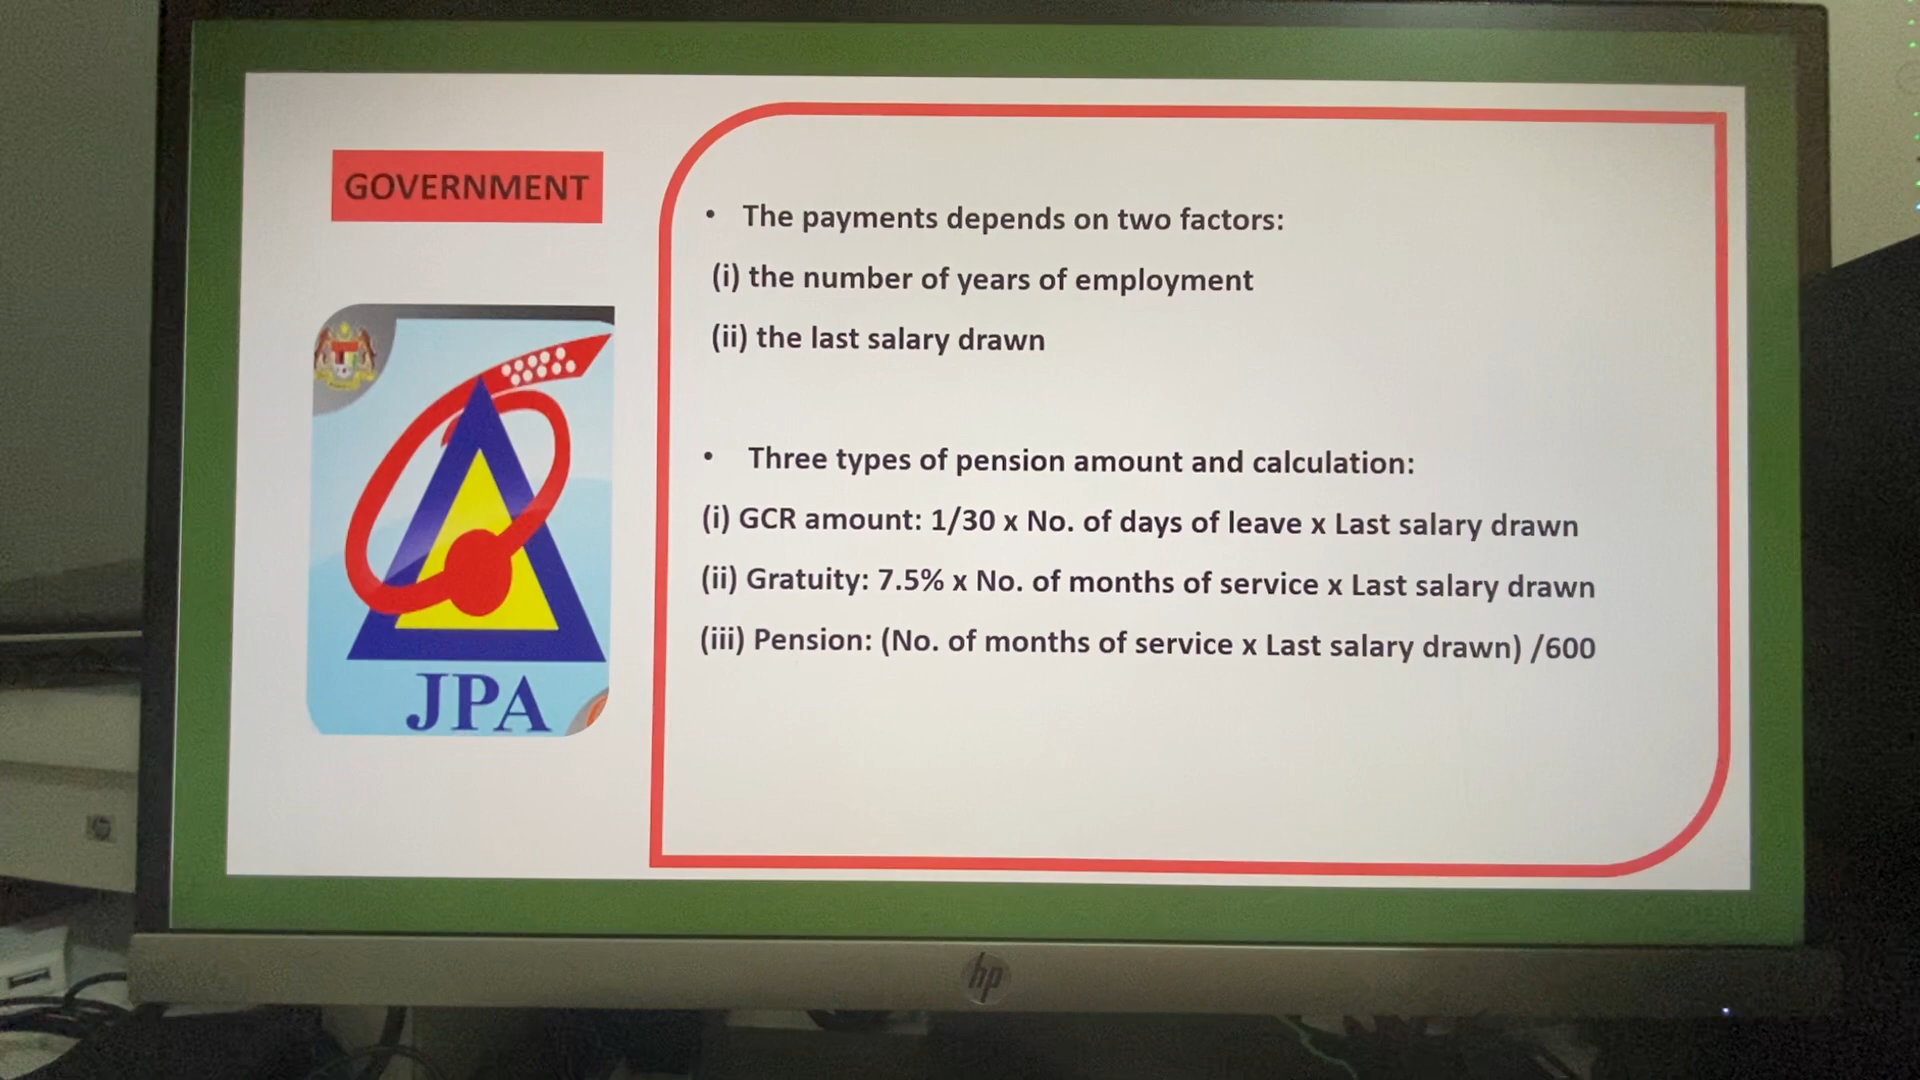 GOVERNMENT
JPA
• The payments depends on two factors:
(i) the number of years of employment
(ii) the last salary drawn
• Three types of pension amount and calculation:
(i) GCR amount: 1/30 x No. of days of leave x Last salary drawn
(ii) Gratuity: 7.5% x No. of months of service x Last salary drawn
(iii) Pension: (No. of months of service x Last salary drawn) /600
hp